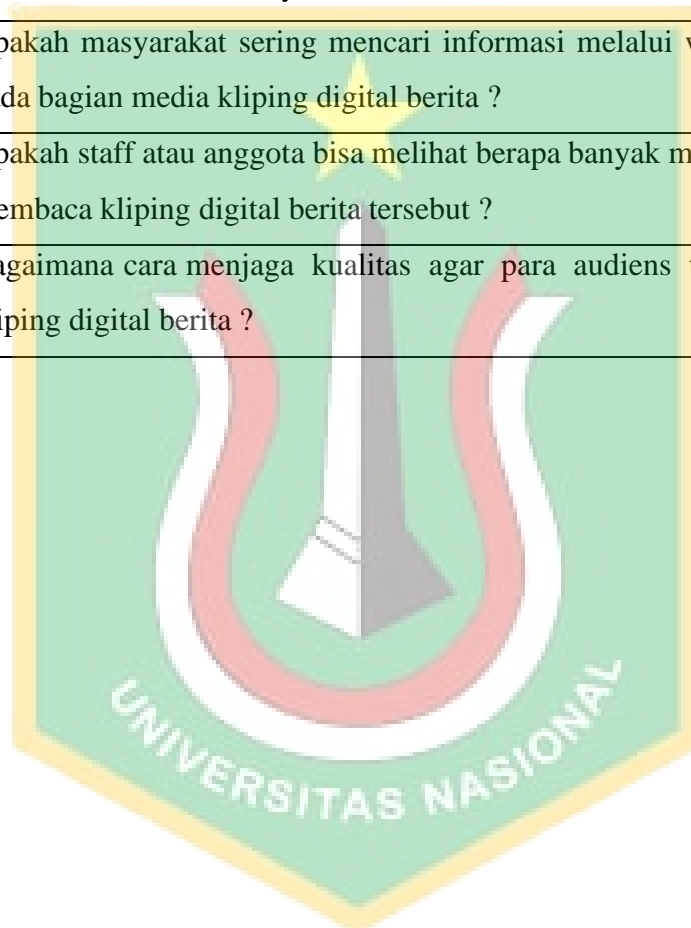 pakah masyarakat sering mencari informasi melalui
da bagian media kliping digital berita ?
pakah staff atau anggota bisa melihat berapa banyak m
embaca kliping digital berita tersebut ?
agaimana cara menjaga kualitas agar para audiens
iping digital berita ?
UNIVERSITAS NASIONAL